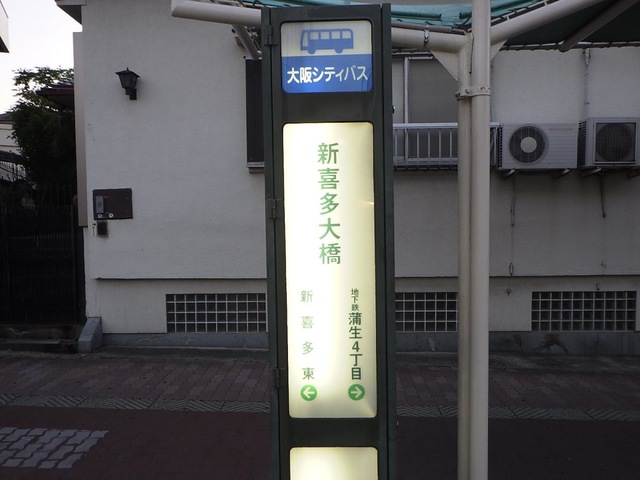 大阪シティバス
新喜多大橋
地下鉄蒲生4丁目
新喜多東